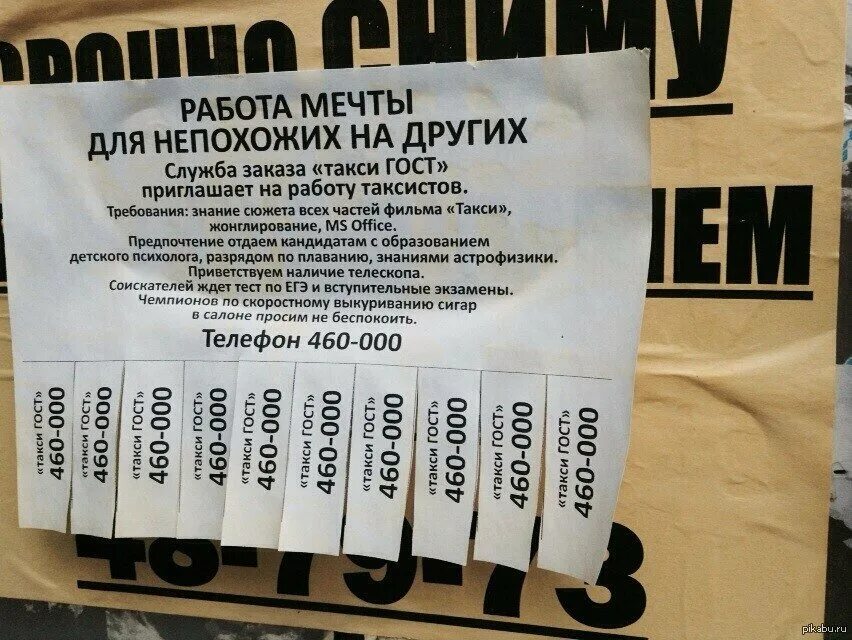 СРОЧНО СНИМУ
РАБОТА МЕЧТЫ
ДЛЯ НЕПОХОЖИХ НА ДРУГИХ
Служба заказа «такси ГОСТ»
приглашает на работу таксистов.
Требования: знание сюжета всех частей фильма «Такси»,
жонглирование, MS Office.
Предпочтение отдаем кандидатам с образованием
детского психолога, разрядом по плаванию, знаниями астрофизики.
Приветствуем наличие телескопа.
Соискателей ждет тест по ЕГЭ и вступительные экзамены.
Чемпионов по скоростному выкуриванию сигар
в салоне просим не беспокоить.
Телефон 460-000
«такси ГОСТ»
460-000
«такси ГОСТ»
460-000
«такси ГОСТ»
460-000
«такси ГОСТ»
460-000
«такси ГОСТ»
460-000
«такси ГОСТ»
460-000
«такси ГОСТ»
460-000
«такси ГОСТ»
460-000
«такси ГОСТ»
460-000
«такси ГОСТ»
460-000
48-79-73
pikabu.ru